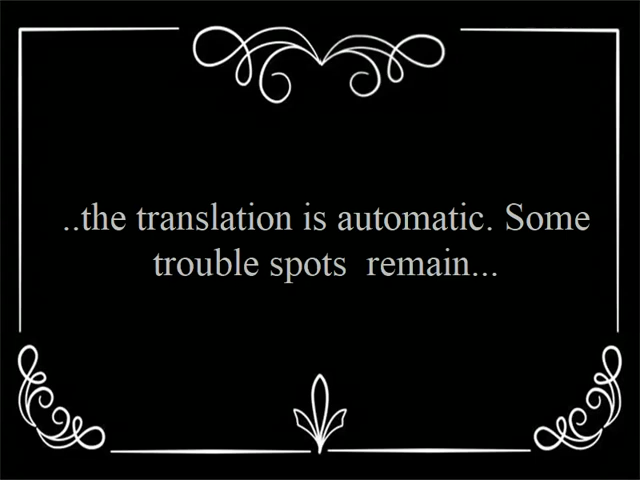 ..the translation is automatic. Some
trouble spots  remain...